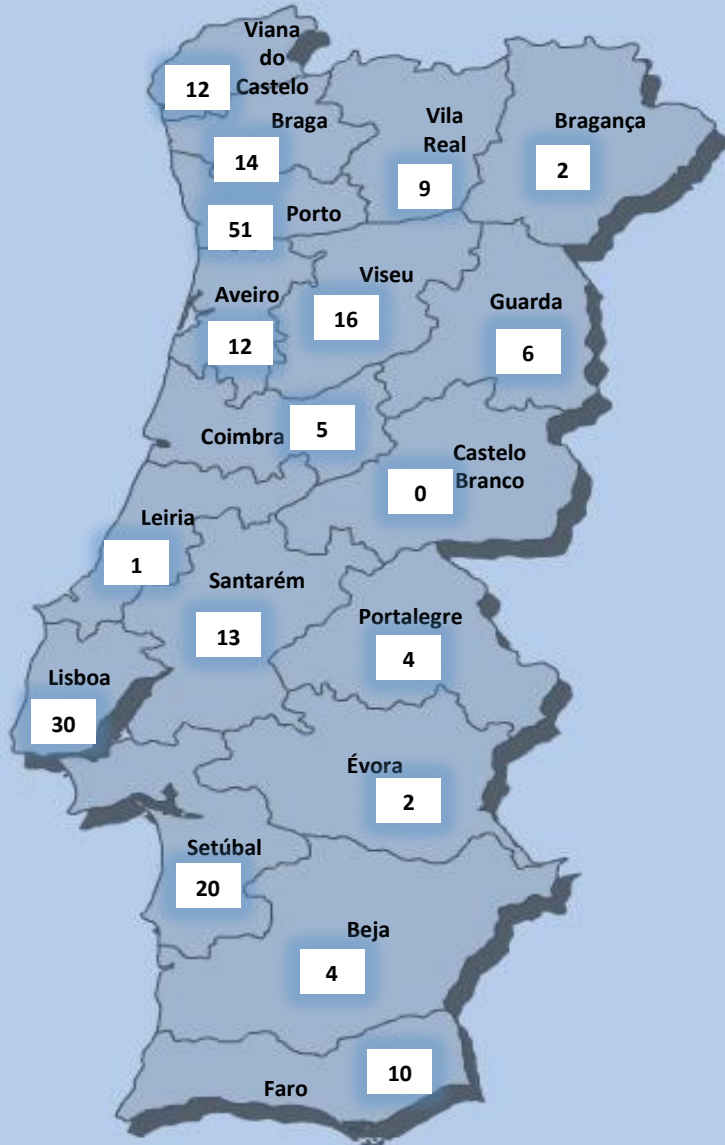 Viana
do
Castelo
12
Braga
14
Vila
Real
9
Bragança
2
Porto
51
Viseu
16
Aveiro
12
Guarda
6
Coimbra
5
Castelo
Branco
0
Leiria
1
Santarém
13
Portalegre
4
Lisboa
30
Évora
2
Setúbal
20
Beja
4
Faro
10